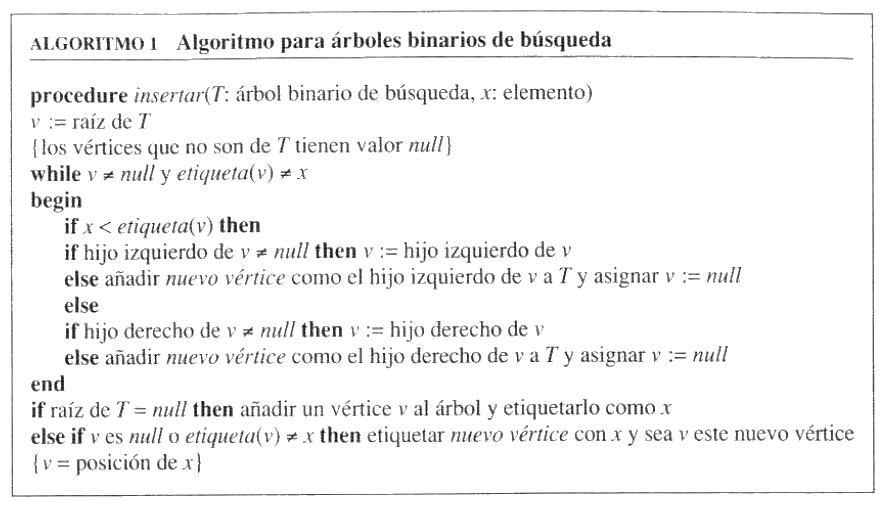 ALGORITMO 1 Algoritmo para árboles binarios de búsqueda
procedure insertar(T: árbol binario de búsqueda, x: elemento)
v := raíz de T
{los vértices que no son de T tienen valor null}
while v ≠ null y etiqueta(v) ≠ x
begin
if x < etiqueta(v) then
if hijo izquierdo de v ≠ null then v := hijo izquierdo de v
else añadir nuevo vértice como el hijo izquierdo de v a T y asignar v := null
else
if hijo derecho de v ≠ null then v := hijo derecho de v
else añadir nuevo vértice como el hijo derecho de v a T y asignar v := null
end
if raíz de T = null then añadir un vértice v al árbol y etiquetarlo como x
else if v es null o etiqueta(v) ≠ x then etiquetar nuevo vértice con x y sea v este nuevo vértice
{v = posición de x}